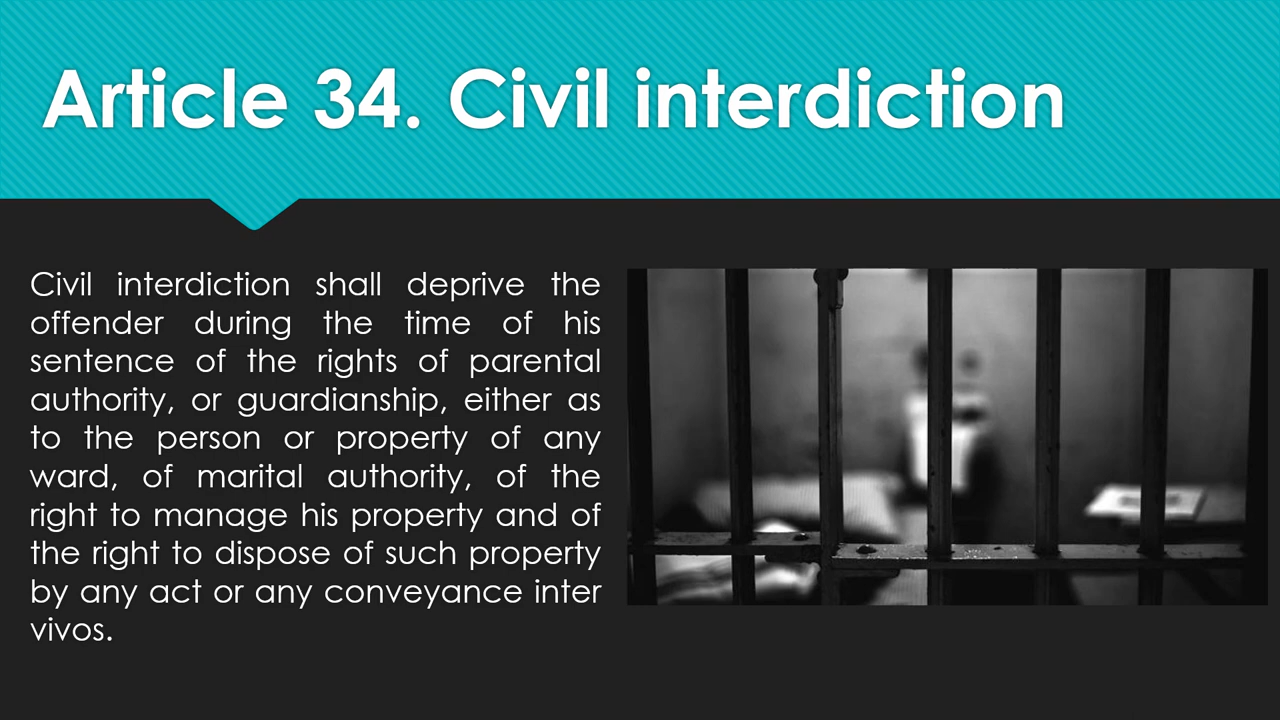 Article 34. Civil interdiction
Civil interdiction shall deprive the
offender during the time of his
sentence of the rights of parental
authority, or guardianship, either as
to the person or property of any
ward, of marital authority, of the
right to manage his property and of
the right to dispose of such property
by any act or any conveyance inter
vivos.